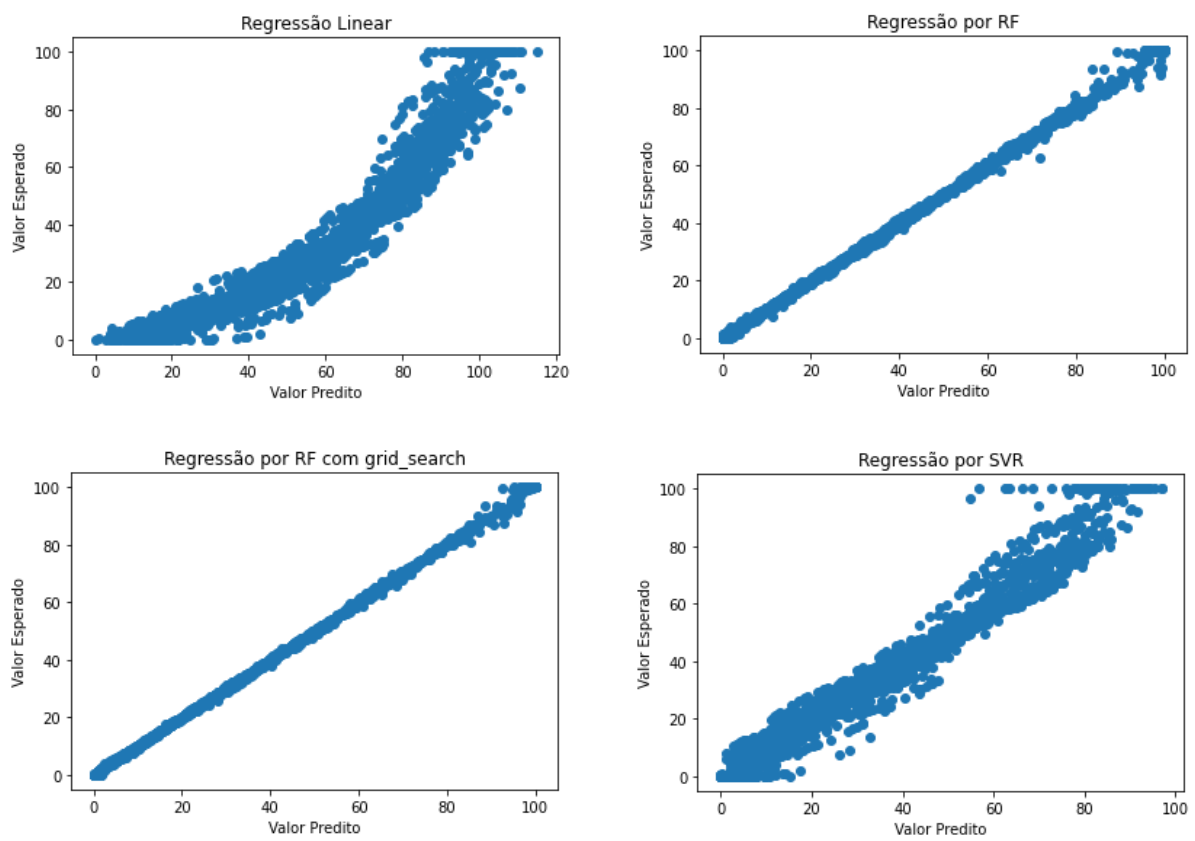 Regressão Linear
100
80
60
40
20
0
Valor Esperado
0 20 40 60 80 100 120
Valor Predito
Regressão por RF
100
80
60
40
20
0
Valor Esperado
0 20 40 60 80 100
Valor Predito
Regressão por RF com grid_search
100
80
60
40
20
0
Valor Esperado
0 20 40 60 80 100
Valor Predito
Regressão por SVR
100
80
60
40
20
0
Valor Esperado
0 20 40 60 80 100
Valor Predito